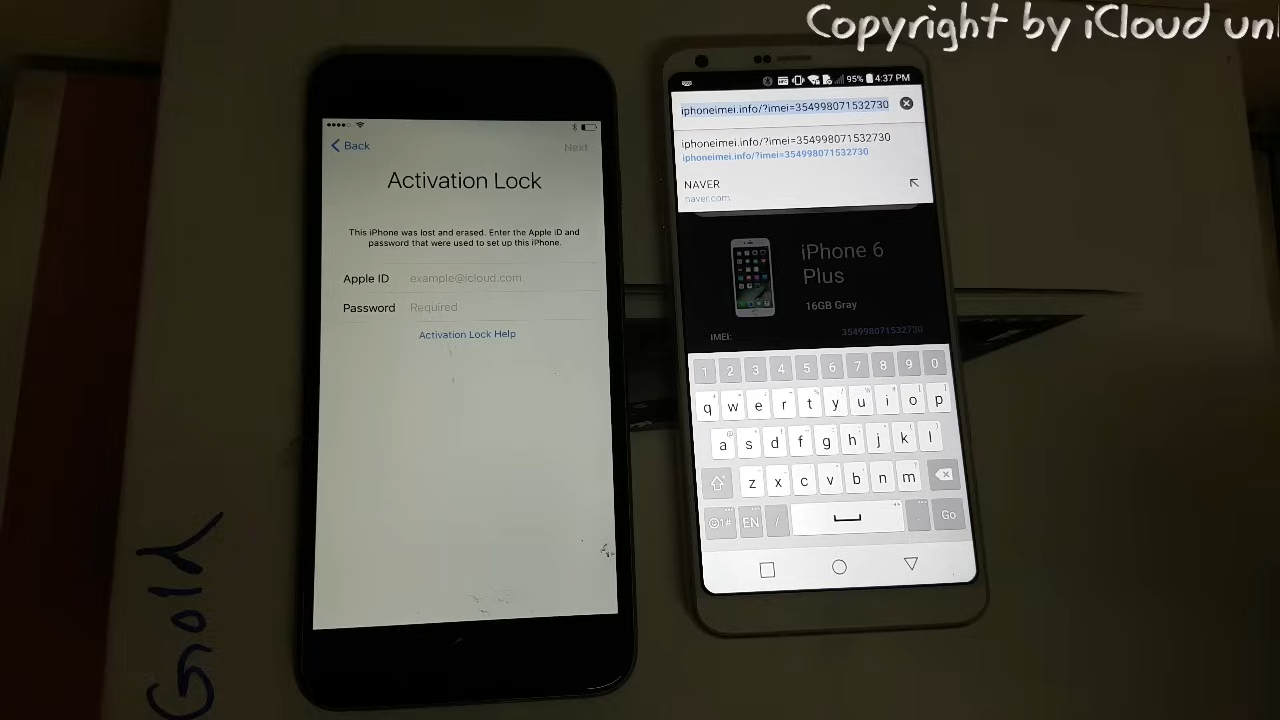 Copyright by iCloud unl
Back
Next
Activation Lock
This iPhone was lost and erased. Enter the Apple ID and
password that were used to set up this iPhone.
Apple ID example@icloud.com
Password Required
Activation Lock Help
95% 4:37 PM
iphoneimei.info/?imei=354998071532730
iphoneimei.info/?imei=354998071532730
iphoneimei.info/?imei=354998071532730
NAVER
naver.com
iPhone 6
Plus
16GB Gray
IMEI: 354998071532730
1 2 3 4 5 6 7 8 9 0
q w e r t y u i o p
a s d f g h j k l
z x c v b n m
EN / . Go
Gold